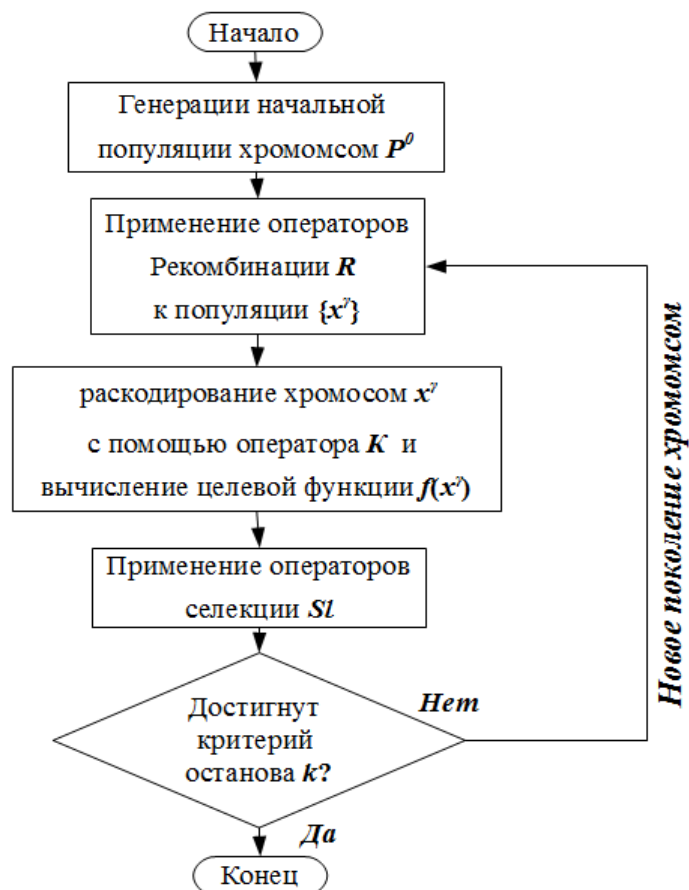 Начало
Генерации начальной
популяции хромомсом P⁰
Применение операторов
Рекомбинации R
к популяции {xᵞ}
раскодирование хромосом xᵞ
с помощью оператора K и
вычисление целевой функции f(xᵞ)
Применение операторов
селекции Sl
Достигнут
критерий
останова k?
Нет
Да
Конец
Новое поколение хромомсом